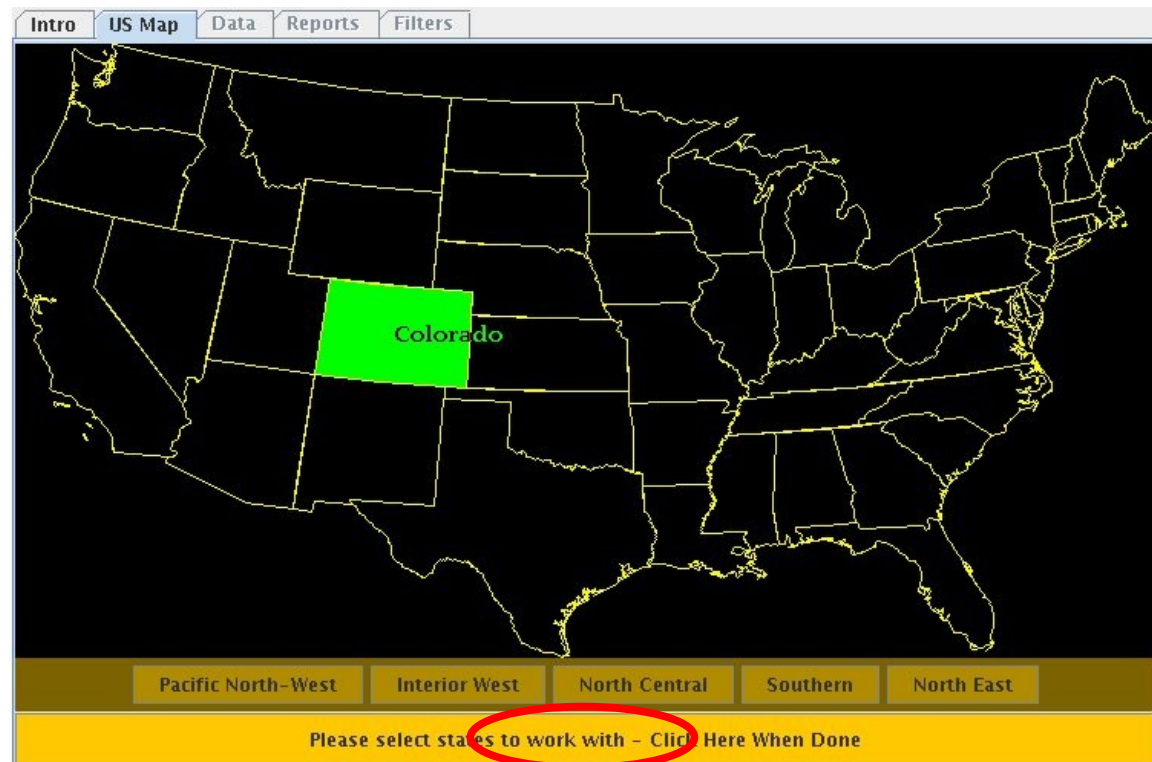 Intro US Map Data Reports Filters
Colorado
Pacific North-West Interior West North Central Southern North East
Please select states to work with - Click Here When Done